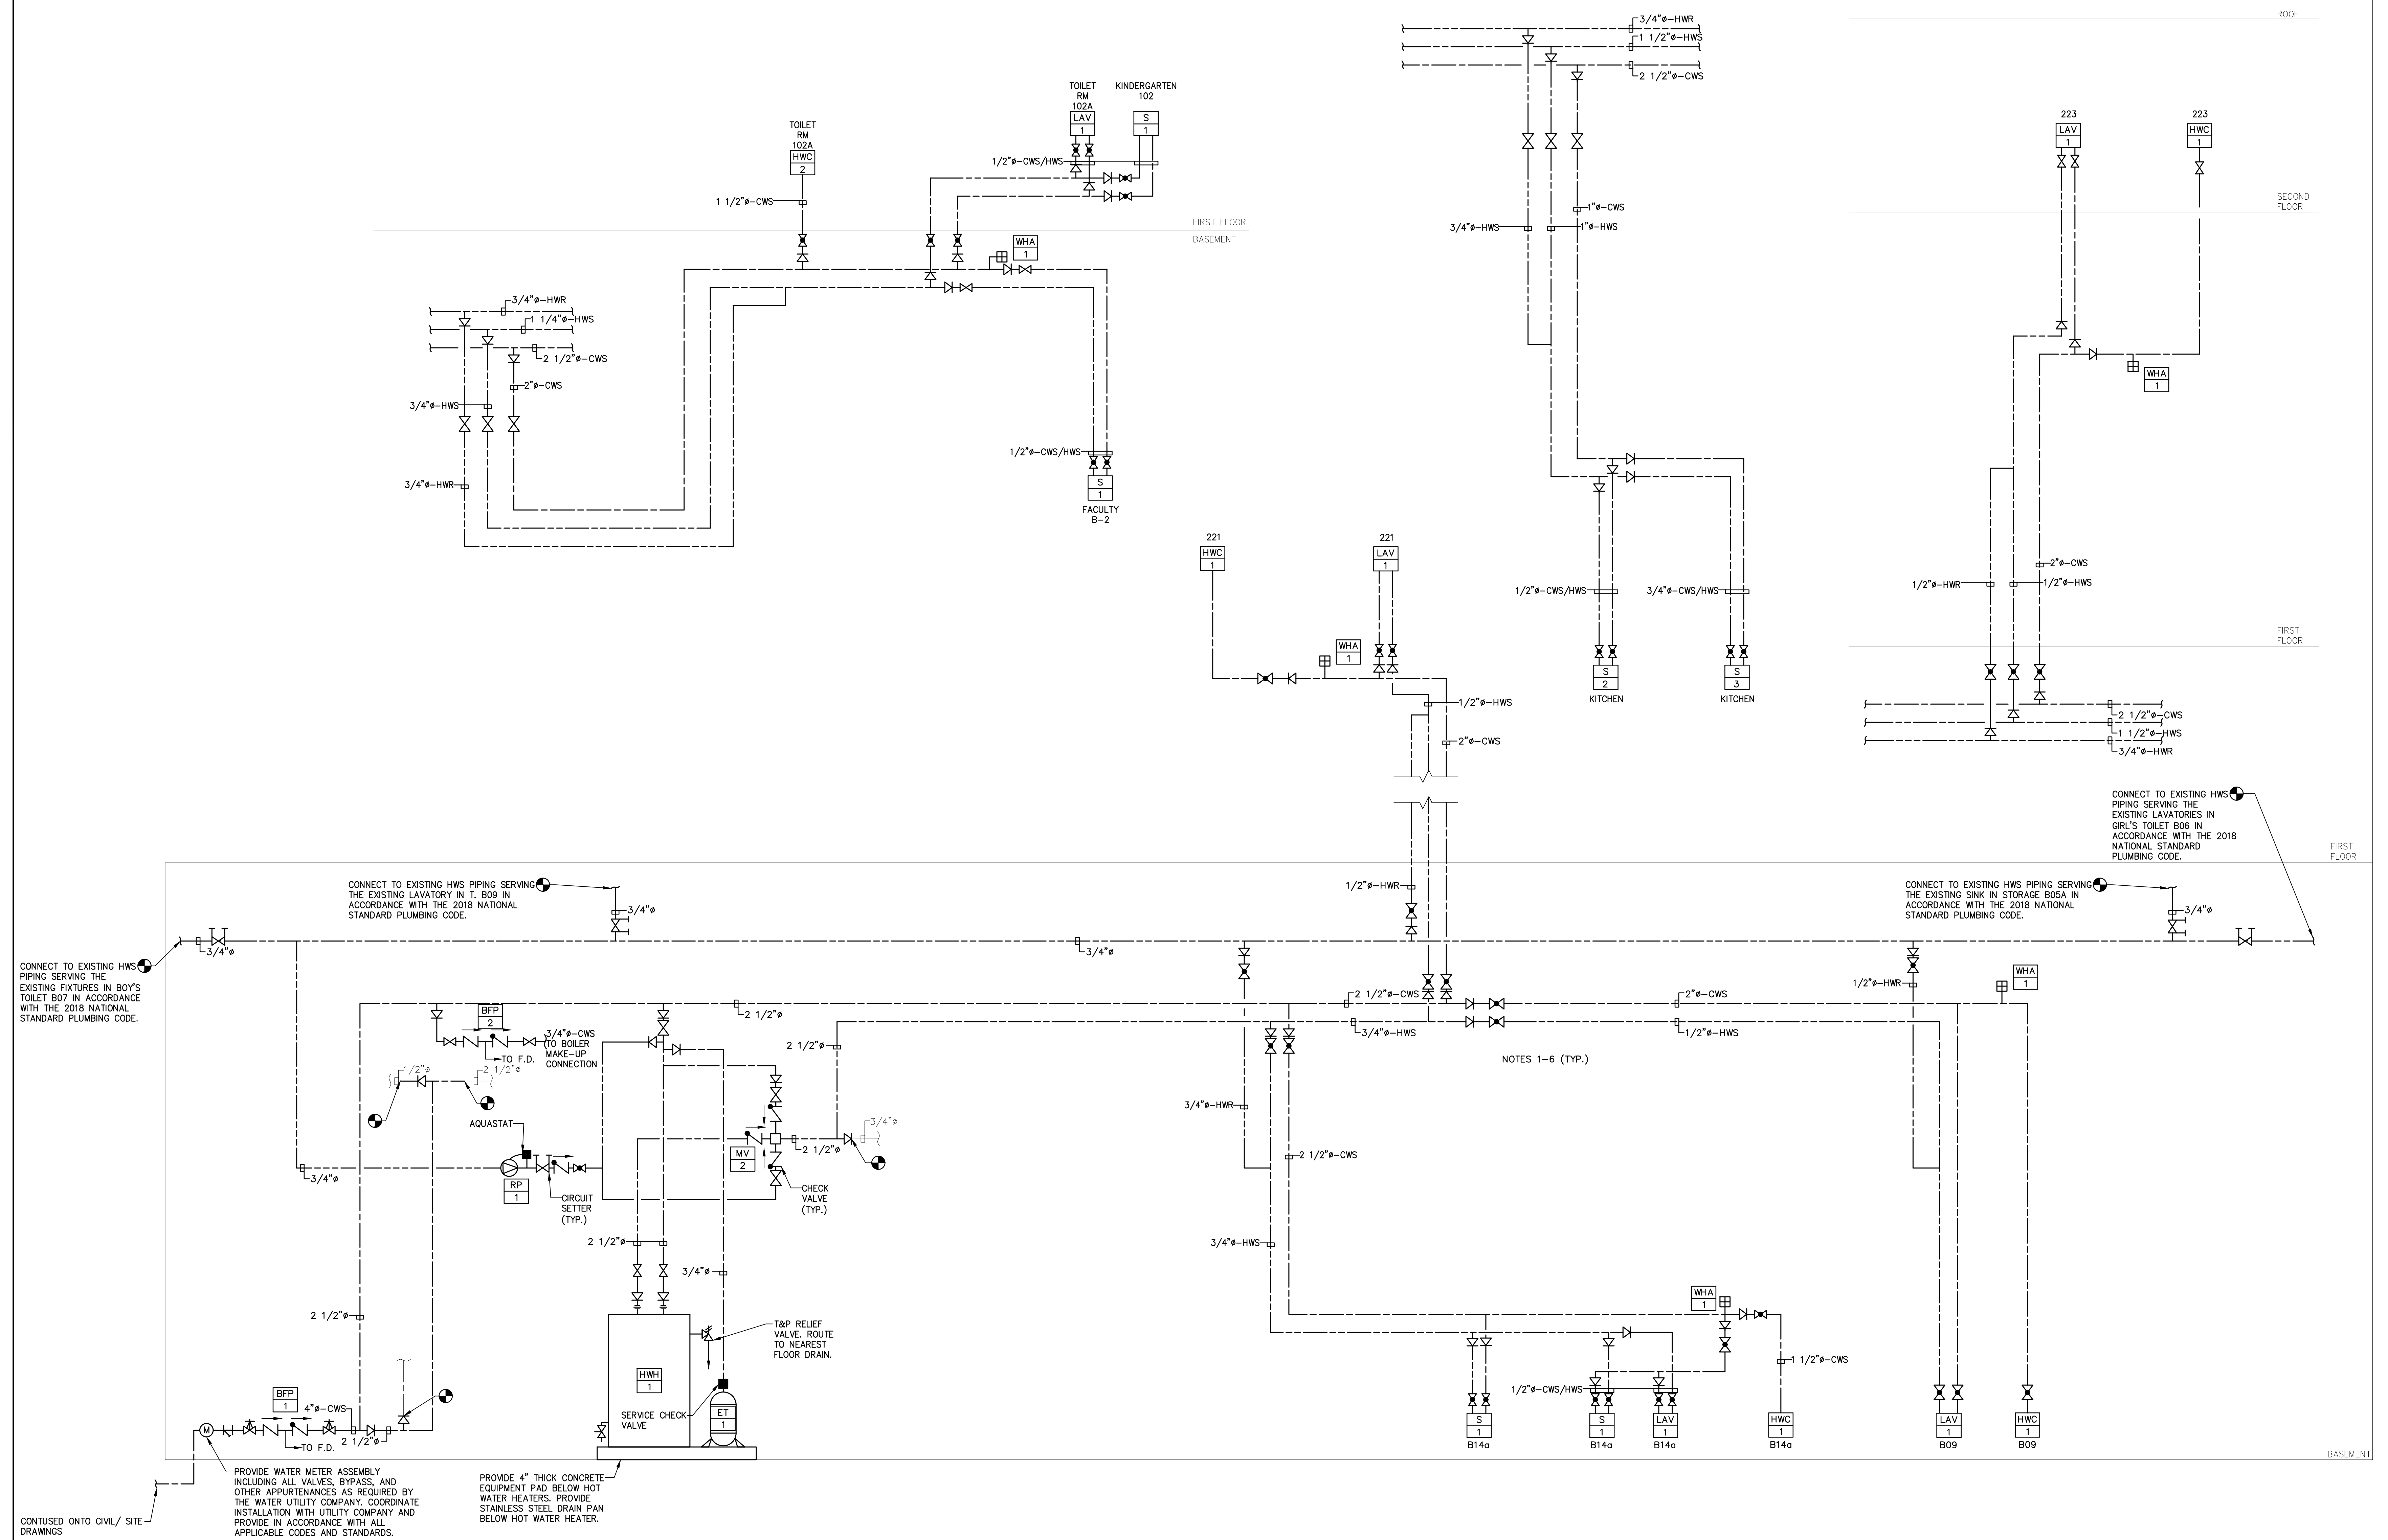 ROOF
3/4"ø-HWR
1 1/2"ø-HWS
2 1/2"ø-CWS
TOILET
RM
102A
LAV
1
KINDERGARTEN
102
S
1
TOILET
RM
102A
HWC
2
1/2"ø-CWS/HWS
1 1/2"ø-CWS
FIRST FLOOR
BASEMENT
WHA
1
3/4"ø-HWR
1 1/4"ø-HWS
2 1/2"ø-CWS
2"ø-CWS
3/4"ø-HWS
3/4"ø-HWR
1/2"ø-CWS/HWS
S
1
FACULTY
B-2
1"ø-CWS
3/4"ø-HWS
1"ø-HWS
1/2"ø-CWS/HWS
3/4"ø-CWS/HWS
S
2
KITCHEN
S
3
KITCHEN
223
LAV
1
223
HWC
1
SECOND
FLOOR
WHA
1
2"ø-CWS
1/2"ø-HWR
1/2"ø-HWS
FIRST
FLOOR
2 1/2"ø-CWS
1 1/2"ø-HWS
3/4"ø-HWR
221
HWC
1
221
LAV
1
WHA
1
1/2"ø-HWS
2"ø-CWS
CONNECT TO EXISTING HWS
PIPING SERVING THE
EXISTING LAVATORIES IN
GIRL'S TOILET B06 IN
ACCORDANCE WITH THE 2018
NATIONAL STANDARD
PLUMBING CODE.
FIRST
FLOOR
CONNECT TO EXISTING HWS PIPING SERVING
THE EXISTING LAVATORY IN T. B09 IN
ACCORDANCE WITH THE 2018 NATIONAL
STANDARD PLUMBING CODE.
3/4"ø
1/2"ø-HWR
CONNECT TO EXISTING HWS PIPING SERVING
THE EXISTING SINK IN STORAGE B05A IN
ACCORDANCE WITH THE 2018 NATIONAL
STANDARD PLUMBING CODE.
3/4"ø
3/4"ø
3/4"ø
CONNECT TO EXISTING HWS
PIPING SERVING THE
EXISTING FIXTURES IN BOY'S
TOILET B07 IN ACCORDANCE
WITH THE 2018 NATIONAL
STANDARD PLUMBING CODE.
BFP
2
3/4"ø-CWS
TO BOILER
MAKE-UP
CONNECTION
TO F.D.
2 1/2"ø
2 1/2"ø
2 1/2"ø-CWS
3/4"ø-HWS
2"ø-CWS
1/2"ø-HWS
1/2"ø-HWR
WHA
1
NOTES 1-6 (TYP.)
1/2"ø
2 1/2"ø
AQUASTAT
3/4"ø
RP
1
CIRCUIT
SETTER
(TYP.)
MV
2
2 1/2"ø
3/4"ø
CHECK
VALVE
(TYP.)
3/4"ø-HWR
2 1/2"ø-CWS
3/4"ø-HWS
2 1/2"ø
3/4"ø
2 1/2"ø
T&P RELIEF
VALVE. ROUTE
TO NEAREST
FLOOR DRAIN.
HWH
1
SERVICE CHECK
VALVE
ET
1
BFP
1
4"ø-CWS
TO F.D.
2 1/2"ø
WHA
1
1 1/2"ø-CWS
1/2"ø-CWS/HWS
S
1
B14a
S
1
B14a
LAV
1
B14a
HWC
1
B14a
LAV
1
B09
HWC
1
B09
BASEMENT
PROVIDE WATER METER ASSEMBLY
INCLUDING ALL VALVES, BYPASS, AND
OTHER APPURTENANCES AS REQUIRED BY
THE WATER UTILITY COMPANY. COORDINATE
INSTALLATION WITH UTILITY COMPANY AND
PROVIDE IN ACCORDANCE WITH ALL
APPLICABLE CODES AND STANDARDS.
M
PROVIDE 4" THICK CONCRETE
EQUIPMENT PAD BELOW HOT
WATER HEATERS. PROVIDE
STAINLESS STEEL DRAIN PAN
BELOW HOT WATER HEATER.
CONTUSED ONTO CIVIL/ SITE
DRAWINGS